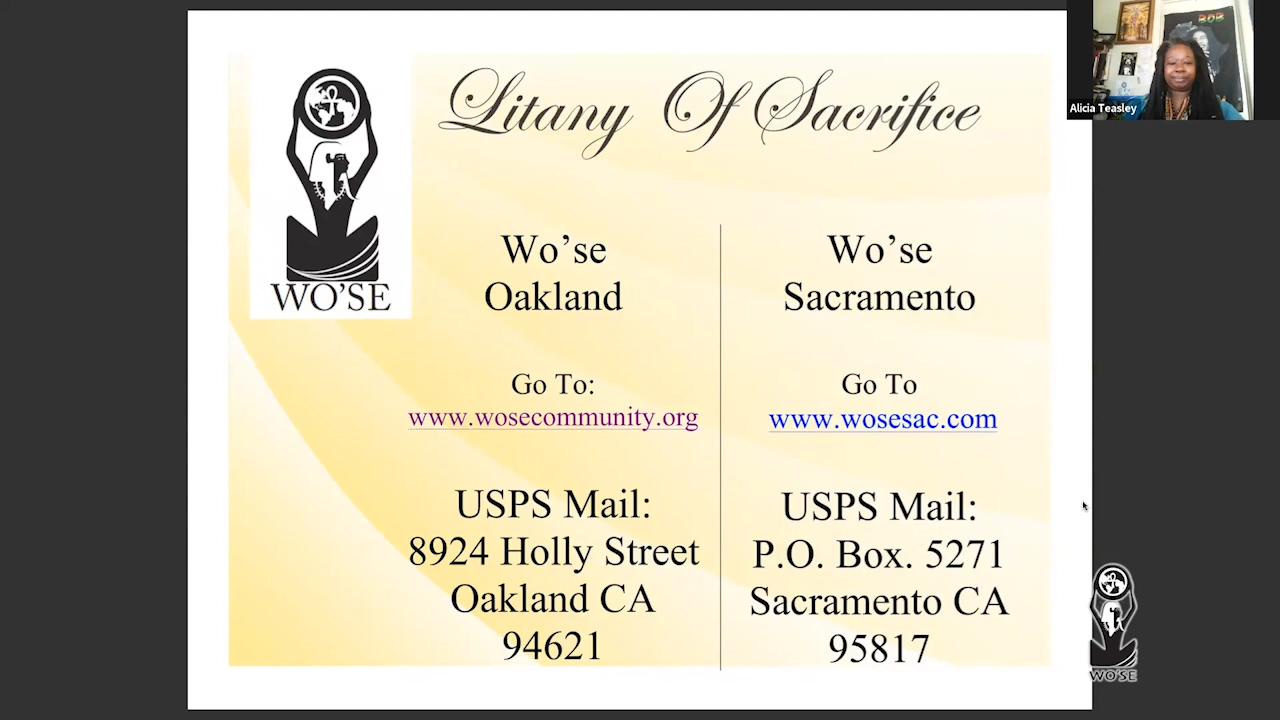 Litany Of Sacrifice
WO'SE
Wo'se
Oakland
Go To:
www.wosecommunity.org
USPS Mail:
8924 Holly Street
Oakland CA
94621
Wo'se
Sacramento
Go To
www.wosesac.com
USPS Mail:
P.O. Box. 5271
Sacramento CA
95817
BOB
Alicia Teasley
WO'SE